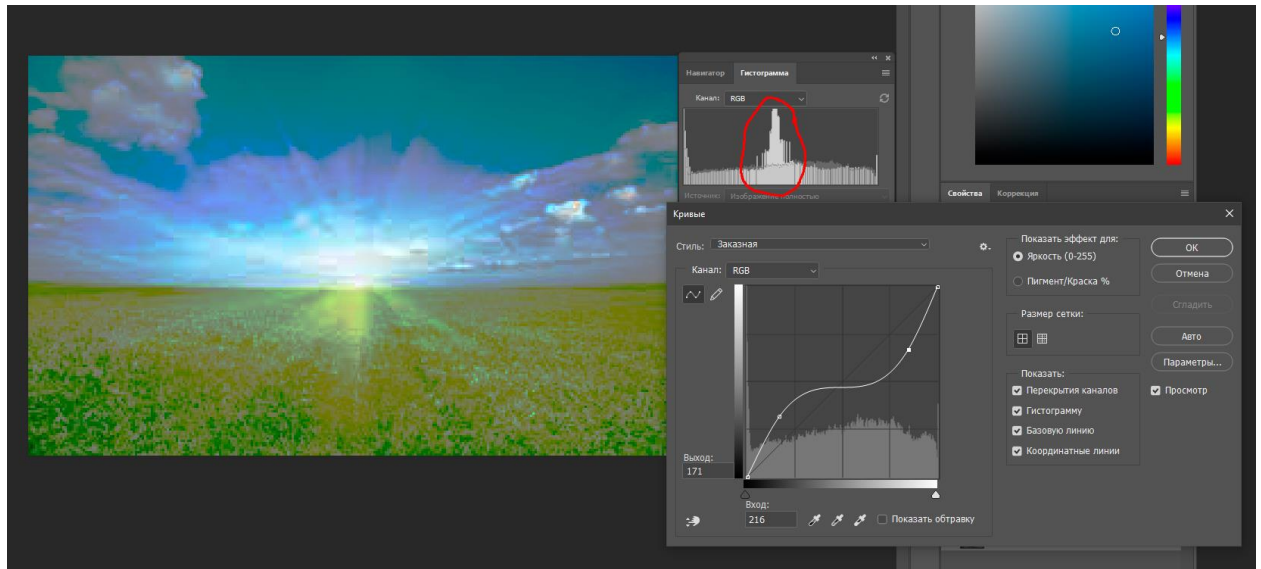 Навигатор Гистограмма
Канал: RGB
Источник: Изображение полностью
Свойства Коррекция
Кривые
Стиль: Заказная
Канал: RGB
Выход:
171
Вход:
216
Показать обтравку
Показать эффект для:
Яркость (0-255)
Пигмент/Краска %
Размер сетки:
Показать:
Перекрытия каналов
Гистограмму
Базовую линию
Координатные линии
OK
Отмена
Сгладить
Авто
Параметры...
Просмотр